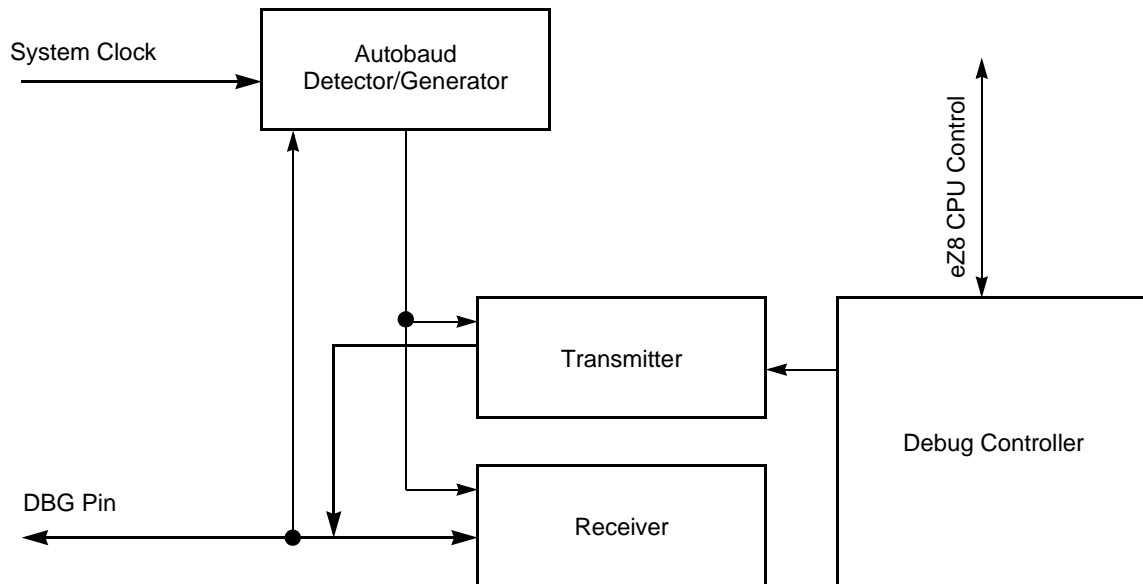 System Clock
Autobaud
Detector/Generator
eZ8 CPU Control
Transmitter
Debug Controller
DBG Pin
Receiver